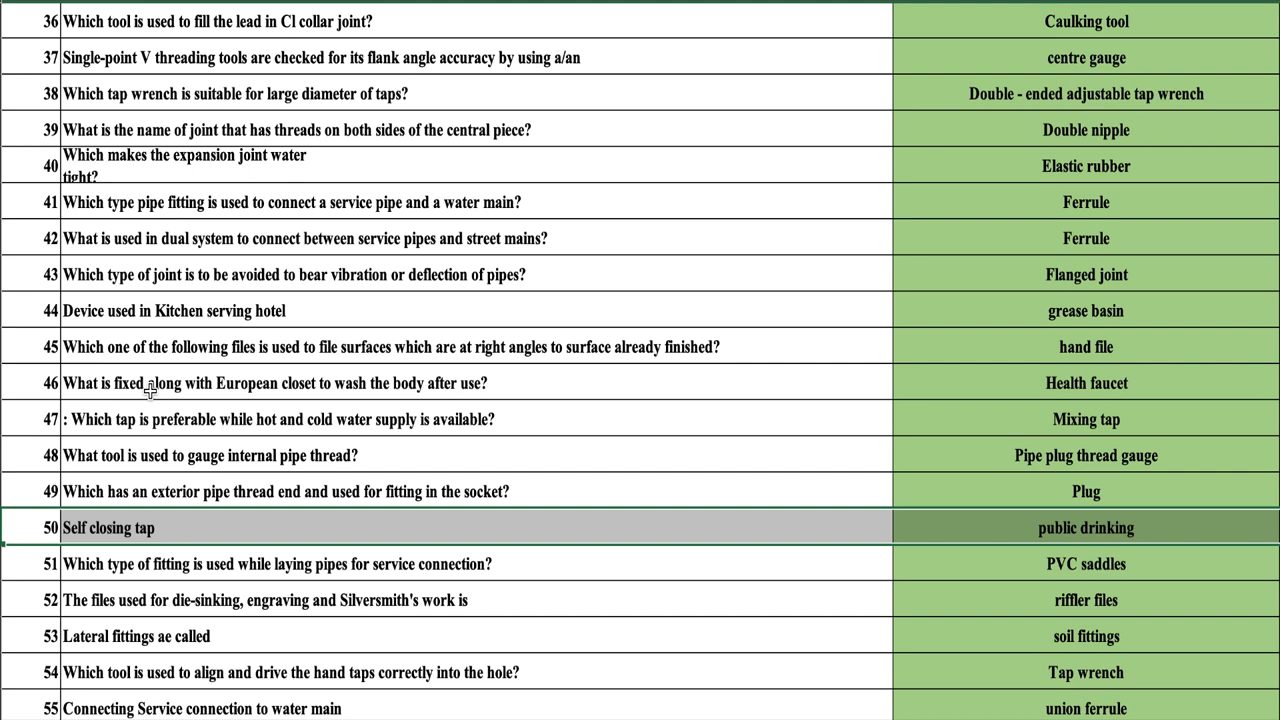 36 Which tool is used to fill the lead in Cl collar joint? Caulking tool
37 Single-point V threading tools are checked for its flank angle accuracy by using a/an centre gauge
38 Which tap wrench is suitable for large diameter of taps? Double - ended adjustable tap wrench
39 What is the name of joint that has threads on both sides of the central piece? Double nipple
40 Which makes the expansion joint water
tight? Elastic rubber
41 Which type pipe fitting is used to connect a service pipe and a water main? Ferrule
42 What is used in dual system to connect between service pipes and street mains? Ferrule
43 Which type of joint is to be avoided to bear vibration or deflection of pipes? Flanged joint
44 Device used in Kitchen serving hotel grease basin
45 Which one of the following files is used to file surfaces which are at right angles to surface already finished? hand file
46 What is fixed along with European closet to wash the body after use? Health faucet
47 : Which tap is preferable while hot and cold water supply is available? Mixing tap
48 What tool is used to gauge internal pipe thread? Pipe plug thread gauge
49 Which has an exterior pipe thread end and used for fitting in the socket? Plug
50 Self closing tap public drinking
51 Which type of fitting is used while laying pipes for service connection? PVC saddles
52 The files used for die-sinking, engraving and Silversmith's work is riffler files
53 Lateral fittings ae called soil fittings
54 Which tool is used to align and drive the hand taps correctly into the hole? Tap wrench
55 Connecting Service connection to water main union ferrule